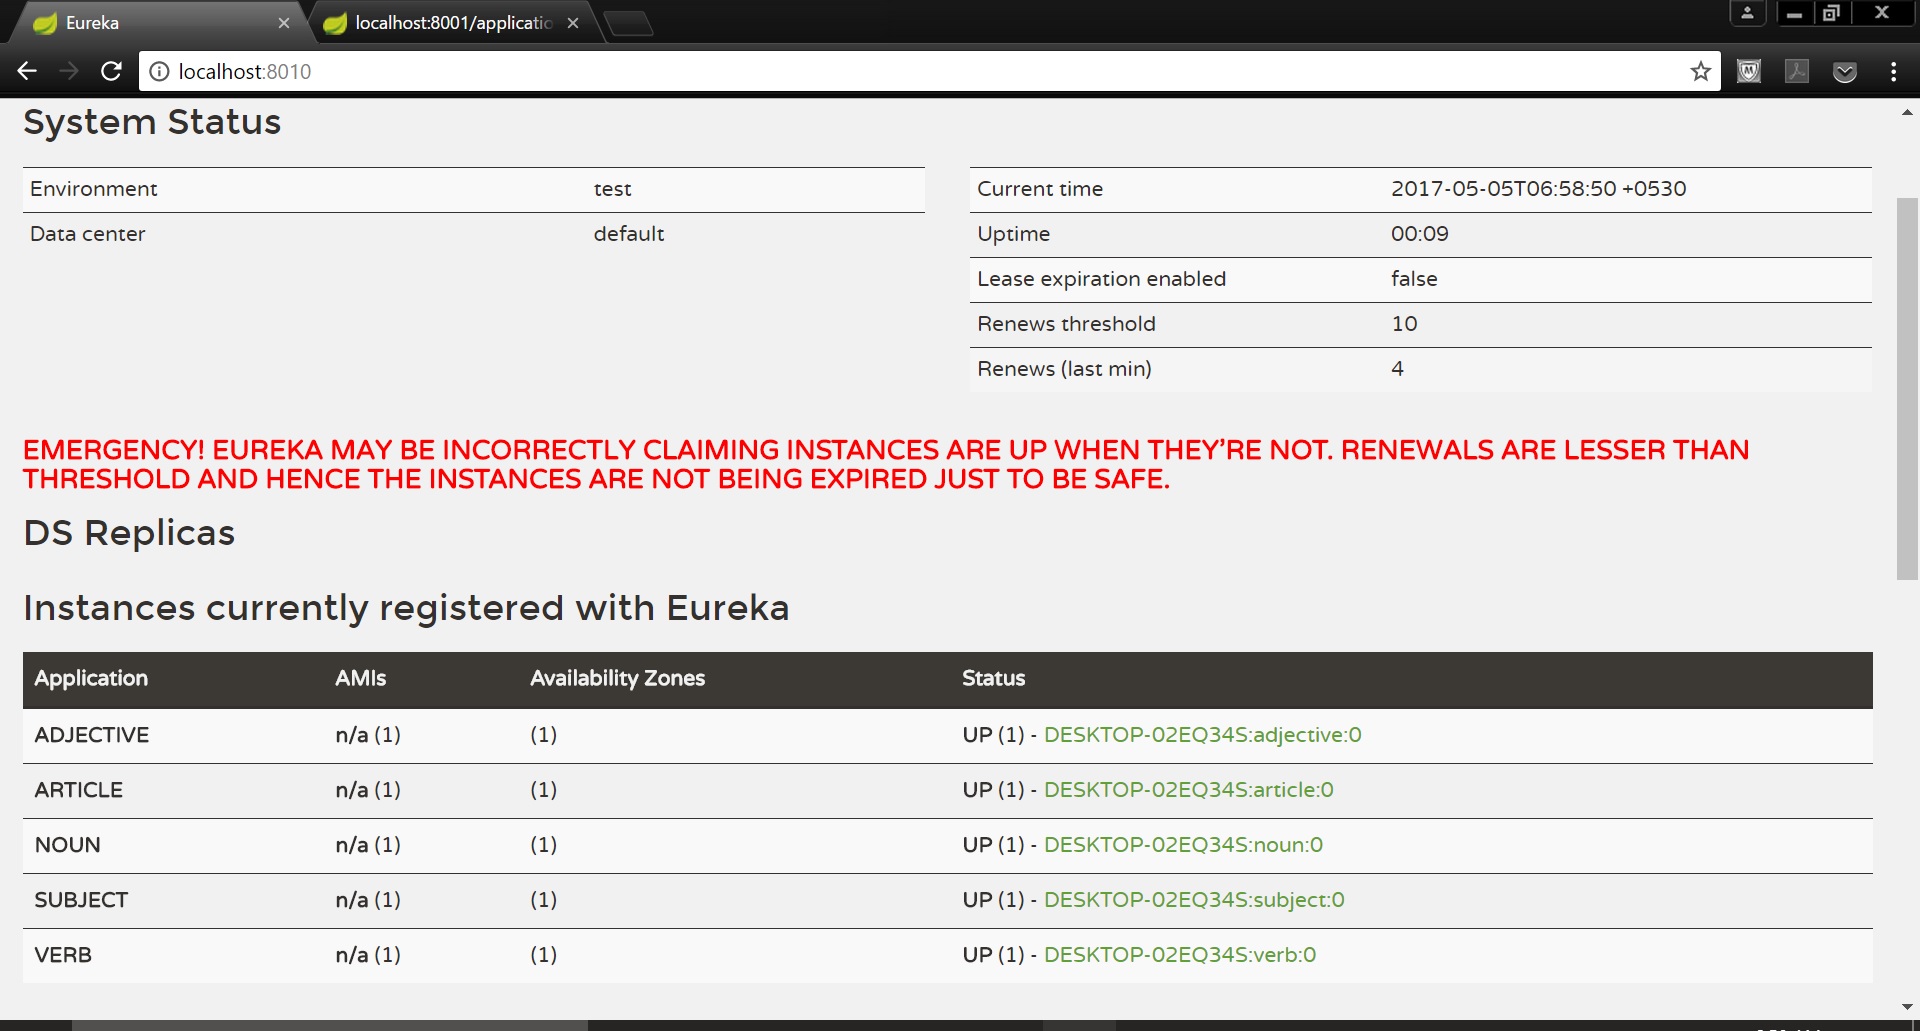 Eureka
localhost:8001/applicatio
localhost:8010
System Status
Environment test
Data center default
Current time 2017-05-05T06:58:50 +0530
Uptime 00:09
Lease expiration enabled false
Renews threshold 10
Renews (last min) 4
EMERGENCY! EUREKA MAY BE INCORRECTLY CLAIMING INSTANCES ARE UP WHEN THEY’RE NOT. RENEWALS ARE LESSER THAN
THRESHOLD AND HENCE THE INSTANCES ARE NOT BEING EXPIRED JUST TO BE SAFE.
DS Replicas
Instances currently registered with Eureka
Application AMIs Availability Zones Status
ADJECTIVE n/a (1) (1) UP (1) - DESKTOP-02EQ34S:adjective:0
ARTICLE n/a (1) (1) UP (1) - DESKTOP-02EQ34S:article:0
NOUN n/a (1) (1) UP (1) - DESKTOP-02EQ34S:noun:0
SUBJECT n/a (1) (1) UP (1) - DESKTOP-02EQ34S:subject:0
VERB n/a (1) (1) UP (1) - DESKTOP-02EQ34S:verb:0